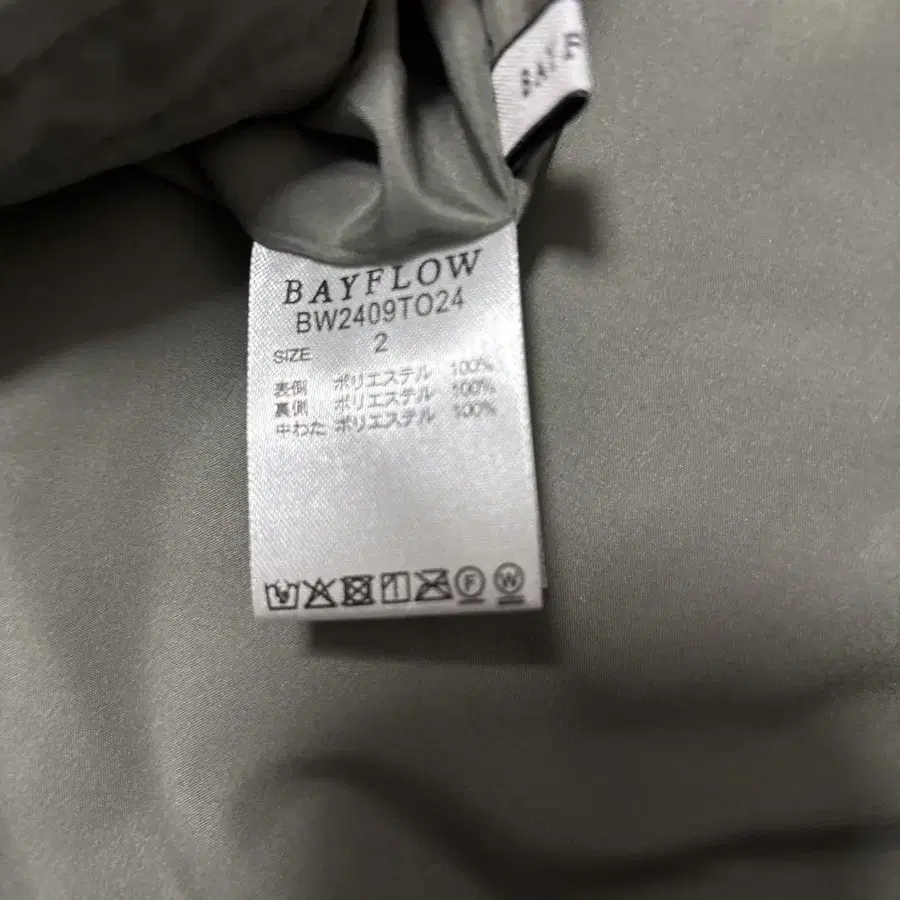 BAYF
BAYFLOW
BW2409TO24
SIZE 2
表側 ポリエステル 100%
裏側 ポリエステル 100%
中わた ポリエステル 100%
F W